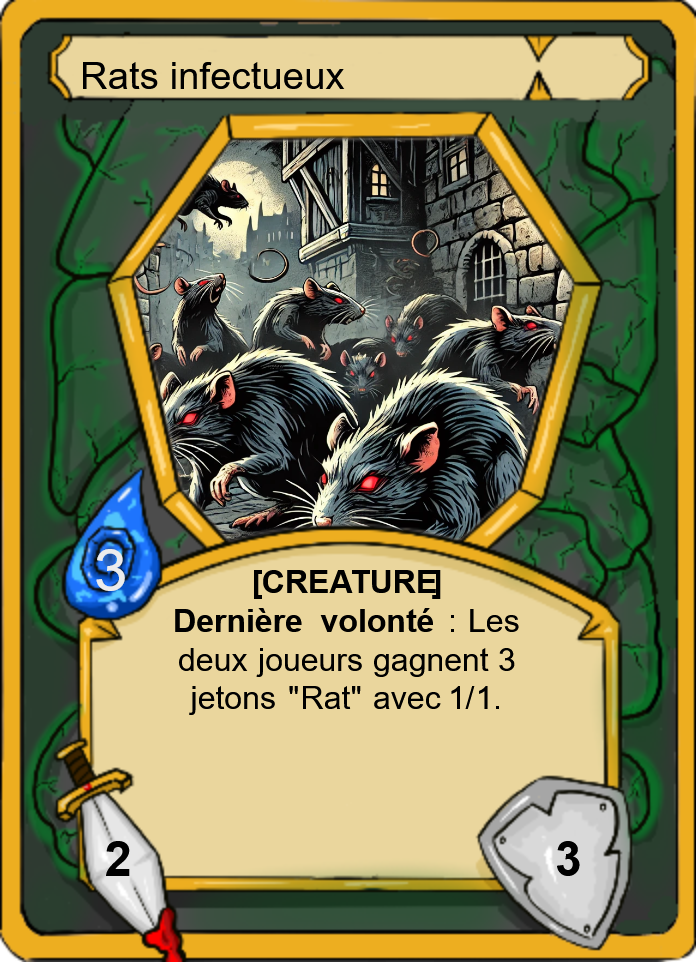 Rats infectueux
3
[CREATURE]
Dernière volonté : Les
deux joueurs gagnent 3
jetons "Rat" avec 1/1.
2
3